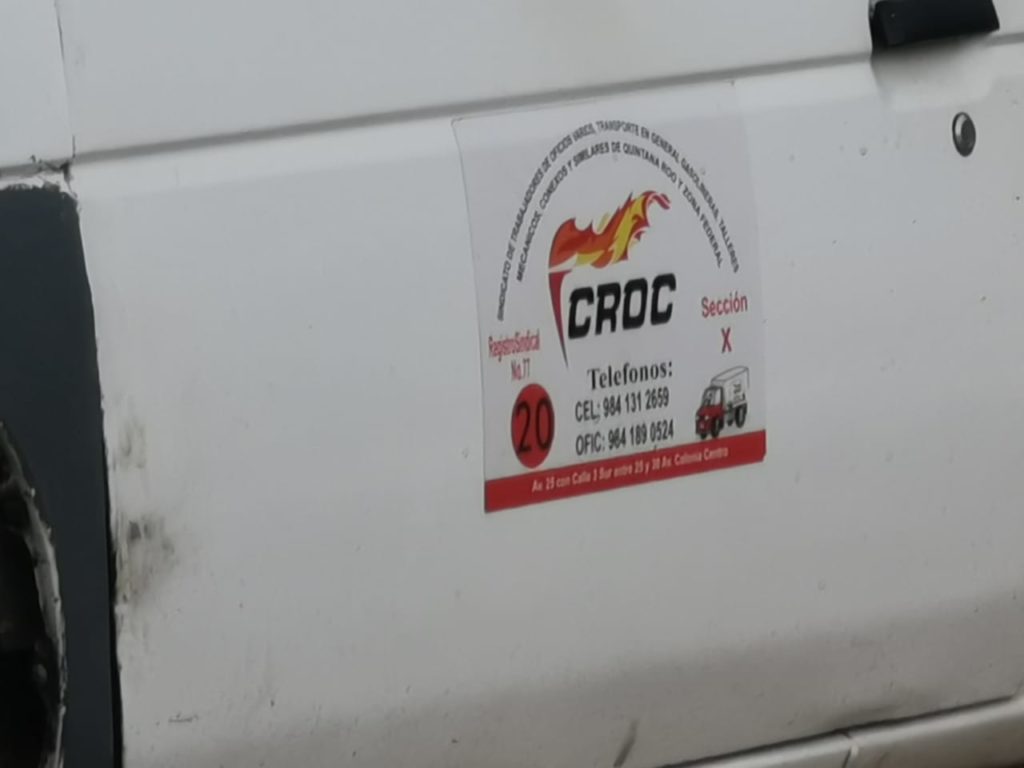 SINDICATO DE TRABAJADORES DE OFICIOS VARIOS, TRANSPORTE EN GENERAL, GASOLINERAS, TALLERES
MECANICOS, CONEXOS Y SIMILARES DE QUINTANA ROO Y ZONA FEDERAL
CROC
Sección
X
Registro Sindical
No.77
20
Telefonos:
CEL: 984 131 2659
OFIC: 984 189 0524
Av. 25 con Calle 3 Sur entre 25 y 30 Av. Colonia Centro